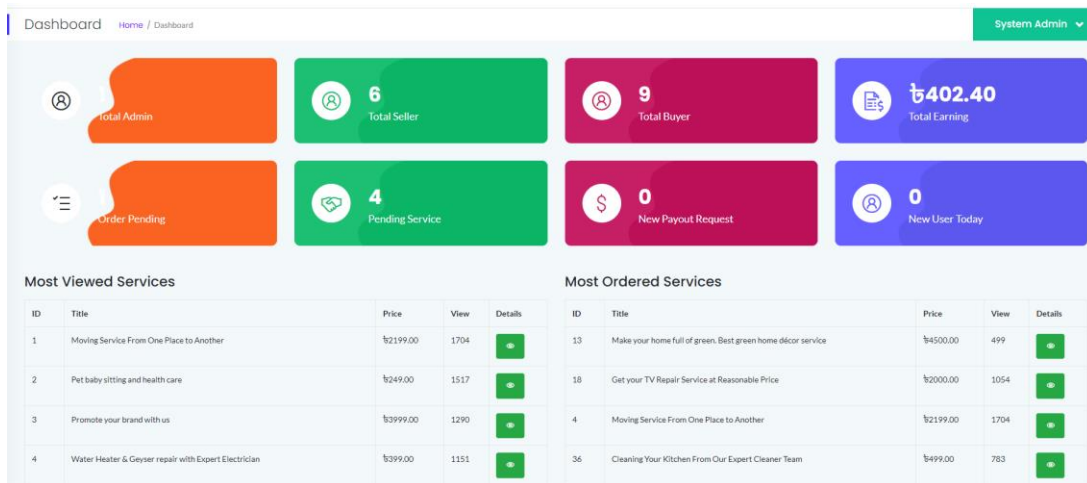 Dashboard Home / Dashboard
System Admin
Total Admin
6
Total Seller
9
Total Buyer
৳402.40
Total Earning
Order Pending
4
Pending Service
0
New Payout Request
0
New User Today
Most Viewed Services
ID Title Price View Details
1 Moving Service From One Place to Another ৳2199.00 1704
2 Pet baby sitting and health care ৳249.00 1517
3 Promote your brand with us ৳3999.00 1290
4 Water Heater & Geyser repair with Expert Electrician ৳399.00 1151
Most Ordered Services
ID Title Price View Details
13 Make your home full of green. Best green home décor service ৳4500.00 499
18 Get your TV Repair Service at Reasonable Price ৳2000.00 1054
4 Moving Service From One Place to Another ৳2199.00 1704
36 Cleaning Your Kitchen From Our Expert Cleaner Team ৳499.00 783